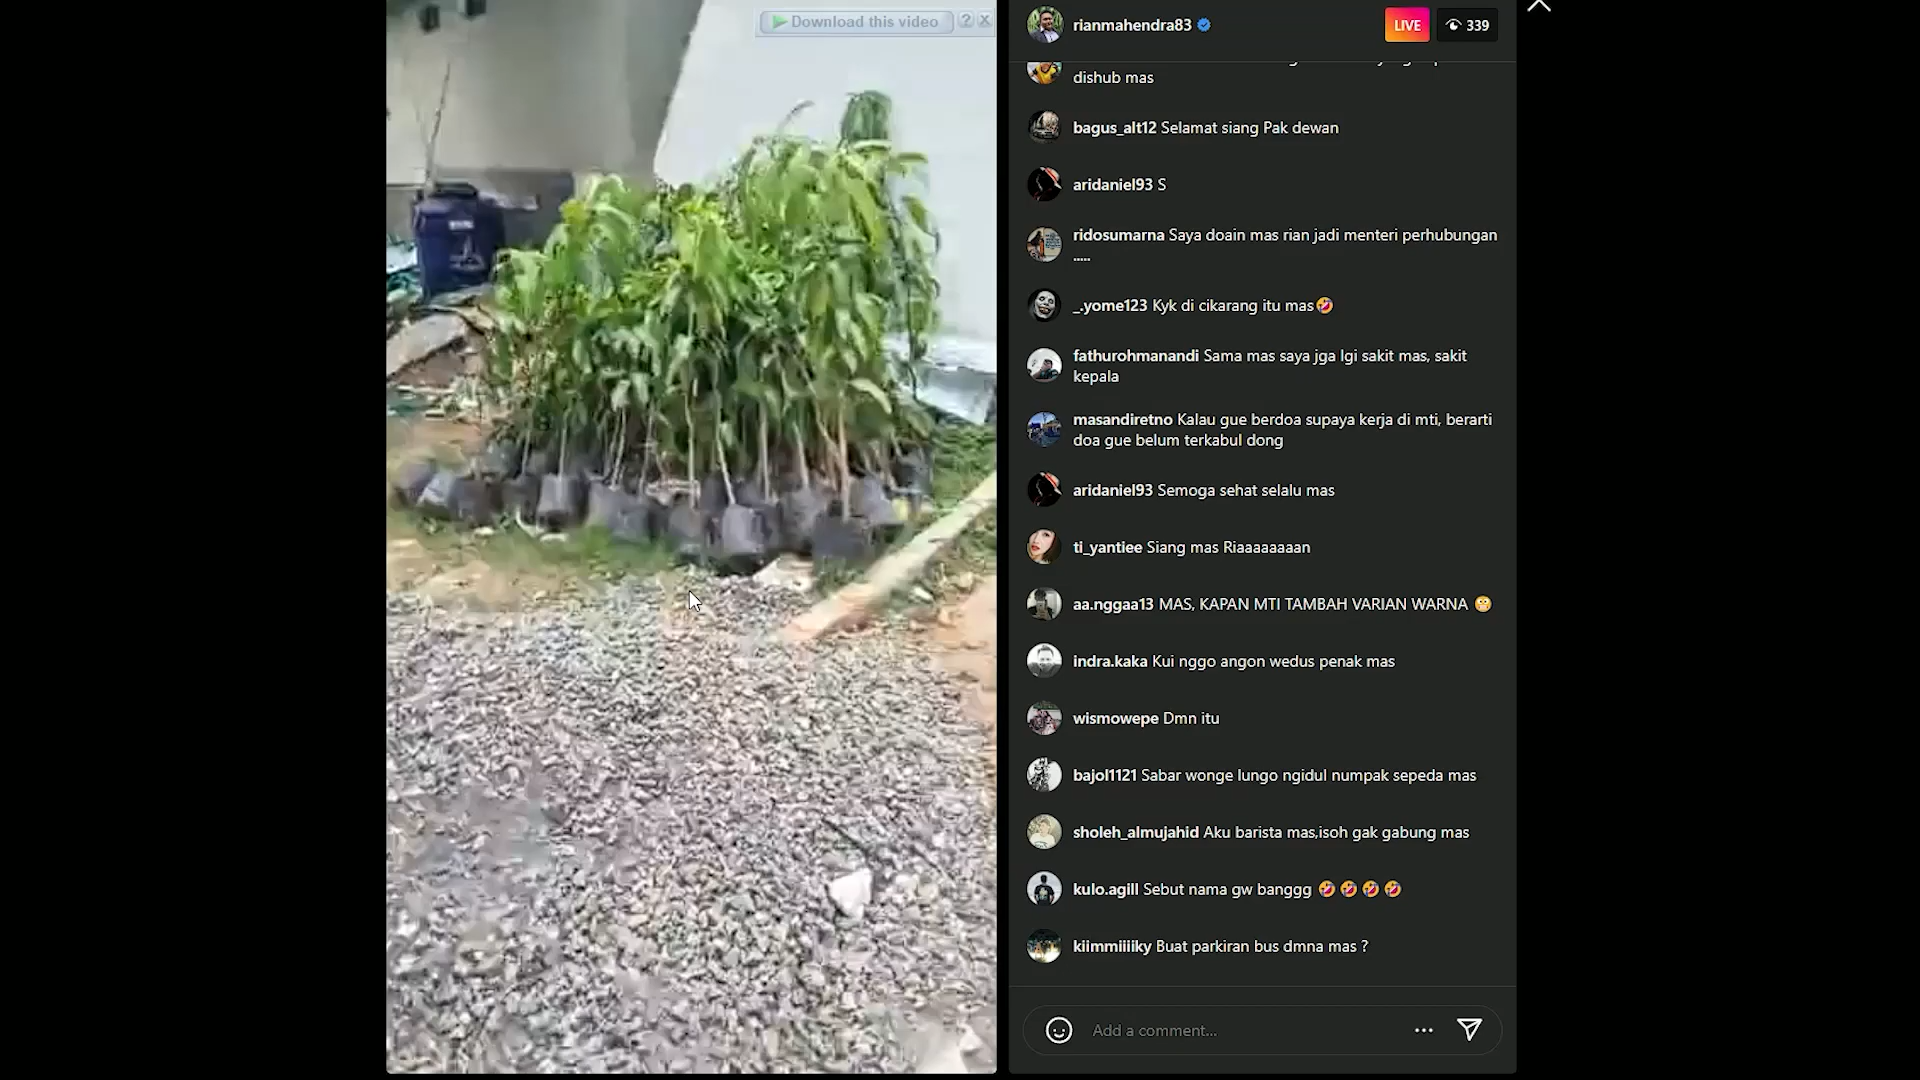 Download this video ? X
rianmahendra83
LIVE
339
dishub mas
bagus_alt12 Selamat siang Pak dewan
aridaniel93 S
ridosumarna Saya doain mas rian jadi menteri perhubungan
.....
_.yome123 Kyk di cikarang itu mas🤣
fathurohmanandi Sama mas saya jga lgi sakit mas, sakit
kepala
masandiretno Kalau gue berdoa supaya kerja di mti, berarti
doa gue belum terkabul dong
aridaniel93 Semoga sehat selalu mas
ti_yantiee Siang mas Riaaaaaaaan
aa.nggaa13 MAS, KAPAN MTI TAMBAH VARIAN WARNA 😁
indra.kaka Kui nggo angon wedus penak mas
wismowepe Dmn itu
bajol1121 Sabar wonge lungo ngidul numpak sepeda mas
sholeh_almujahid Aku barista mas,isoh gak gabung mas
kulo.agill Sebut nama gw banggg 🤣🤣🤣🤣
kiimmiiiiky Buat parkiran bus dmna mas ?
Add a comment...